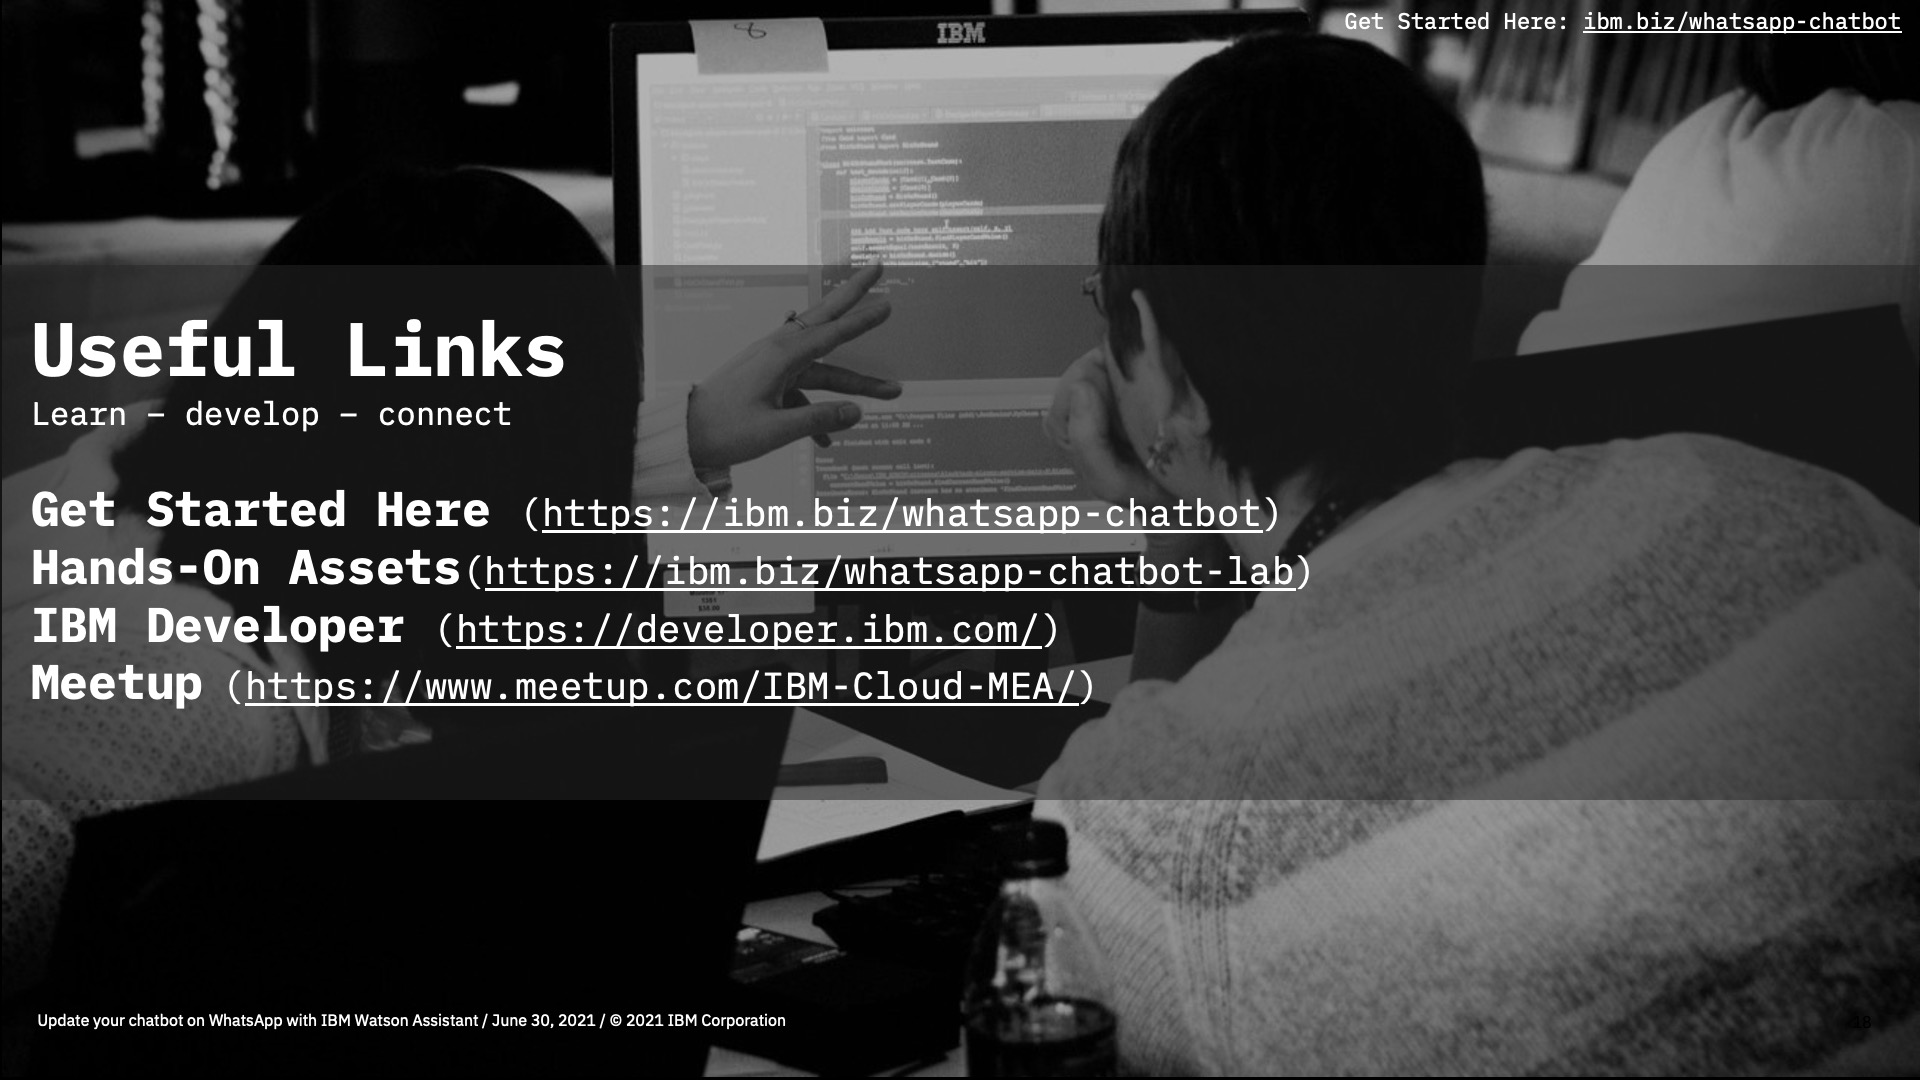 Get Started Here: ibm.biz/whatsapp-chatbot
8
IBM
Useful Links
Learn – develop – connect
Get Started Here (https://ibm.biz/whatsapp-chatbot)
Hands-On Assets(https://ibm.biz/whatsapp-chatbot-lab)
IBM Developer (https://developer.ibm.com/)
Meetup (https://www.meetup.com/IBM-Cloud-MEA/)
Update your chatbot on WhatsApp with IBM Watson Assistant / June 30, 2021 / © 2021 IBM Corporation
18